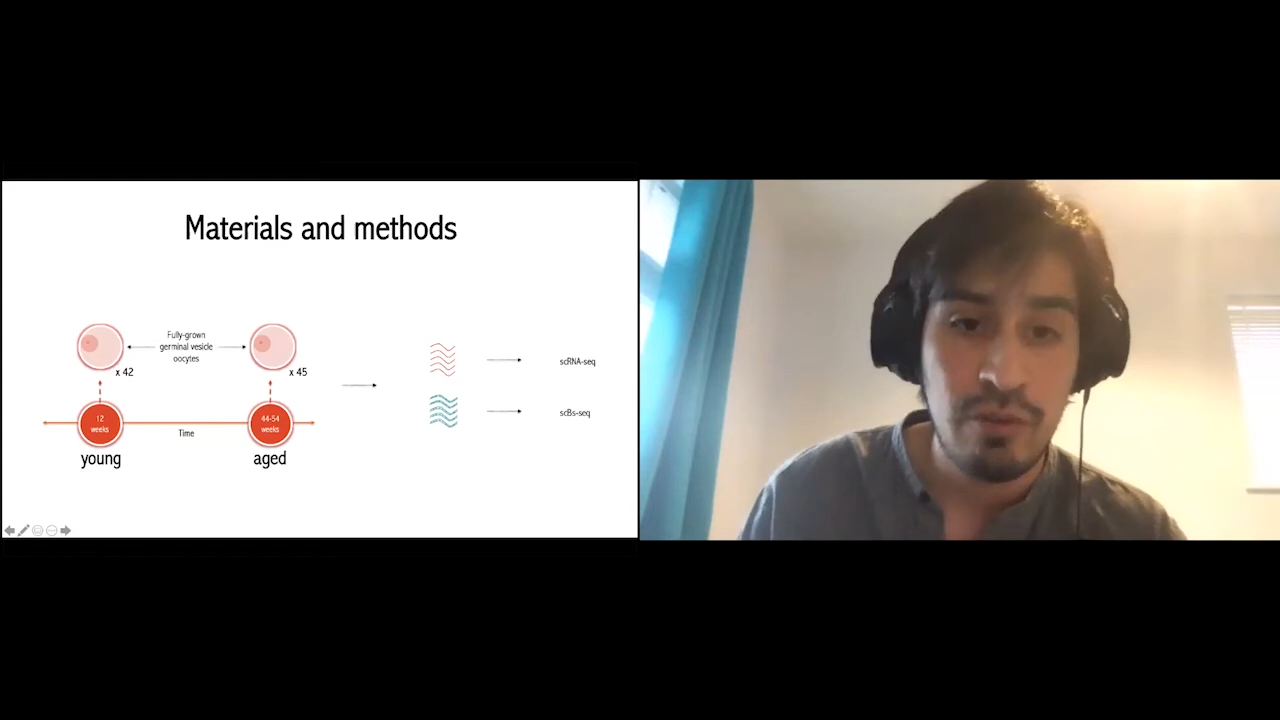 Materials and methods
Fully-grown
germinal vesicle
oocytes
x 42
x 45
12
weeks
44-54
weeks
Time
young
aged
scRNA-seq
scBs-seq